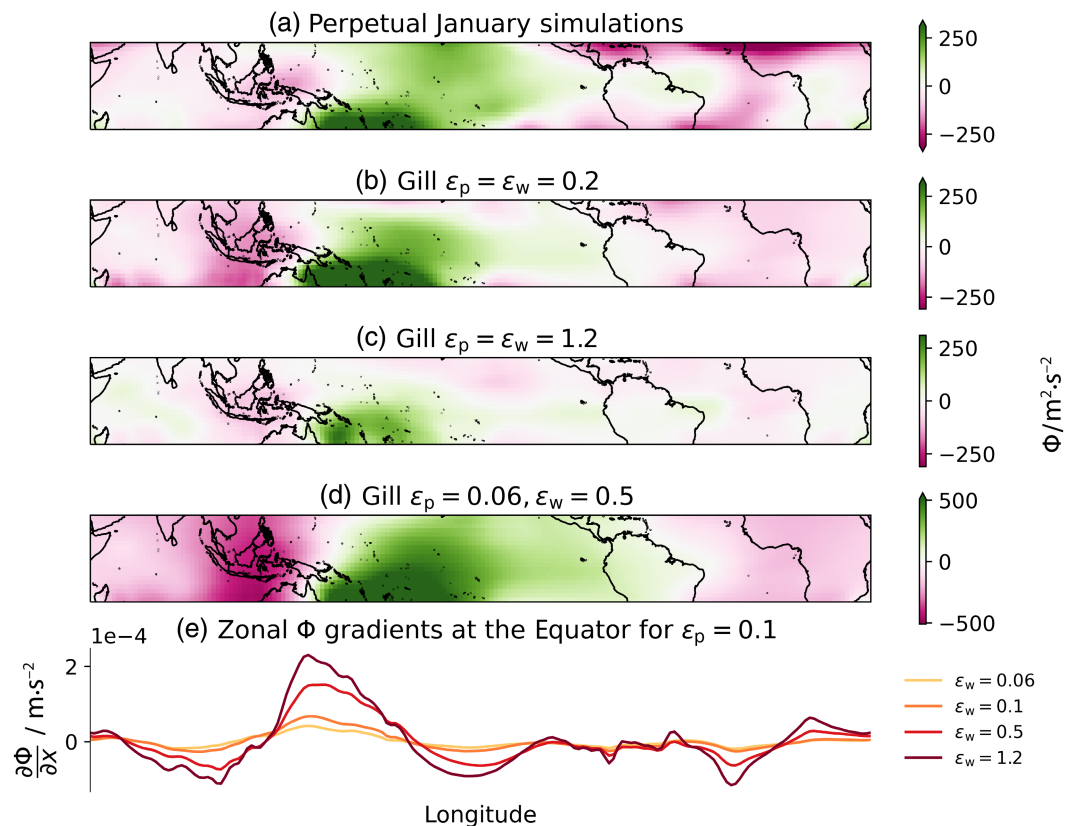 (a) Perpetual January simulations
250
0
−250
(b) Gill εp = εw = 0.2
250
0
−250
(c) Gill εp = εw = 1.2
250
0
−250
Φ/m²·s⁻²
(d) Gill εp = 0.06, εw = 0.5
500
0
−500
(e) Zonal Φ gradients at the Equator for εp = 0.1
1e−4
2
0
∂Φ/∂x / m·s⁻²
Longitude
εw = 0.06
εw = 0.1
εw = 0.5
εw = 1.2